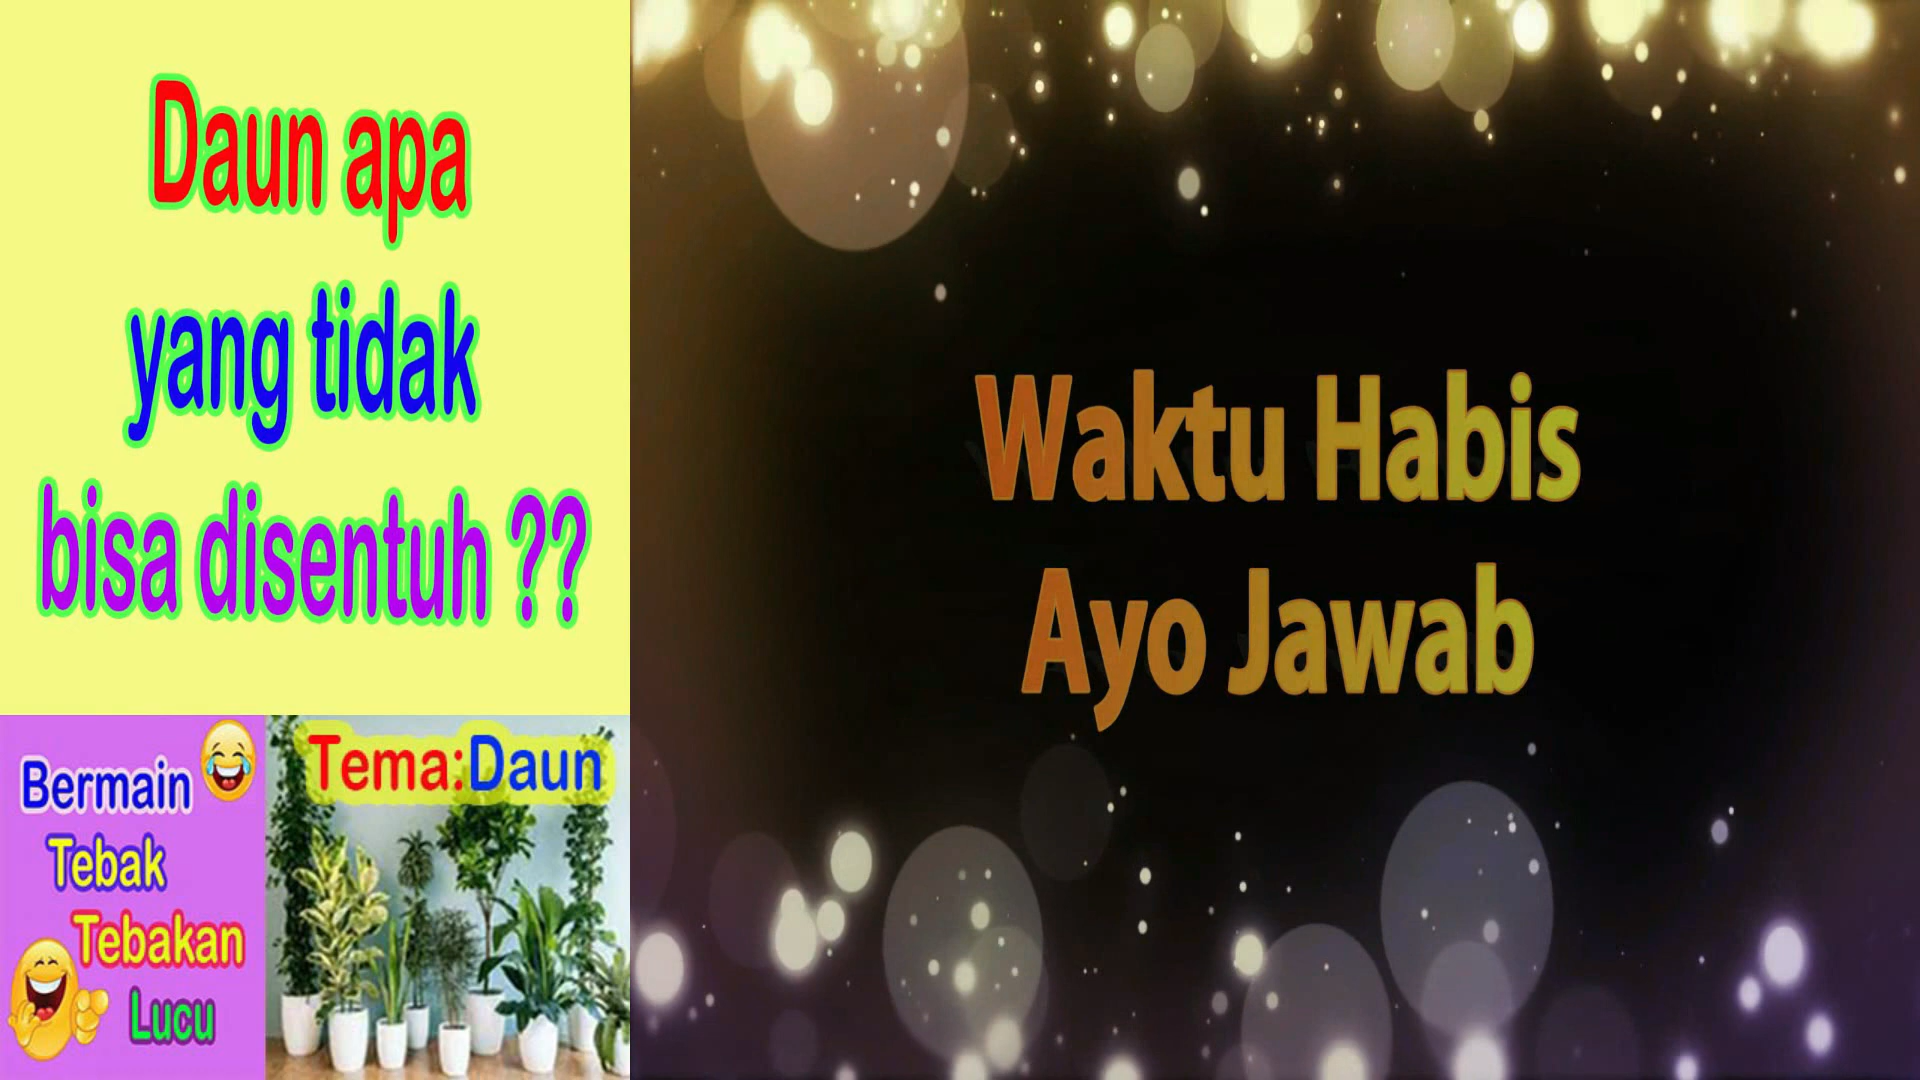 Daun apa
yang tidak
bisa disentuh ??
Waktu Habis
Ayo Jawab
Bermain
Tebak
Tebakan
Lucu
Tema:Daun